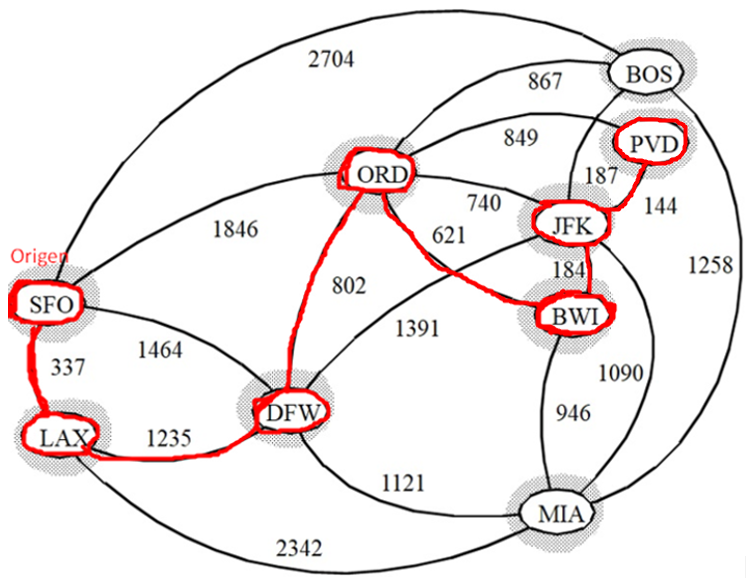 2704
BOS
867
849
PVD
ORD
187
740
144
JFK
1846
621
Origen
184
1258
802
SFO
BWI
1391
337
1464
1090
DFW
946
LAX
1235
1121
MIA
2342